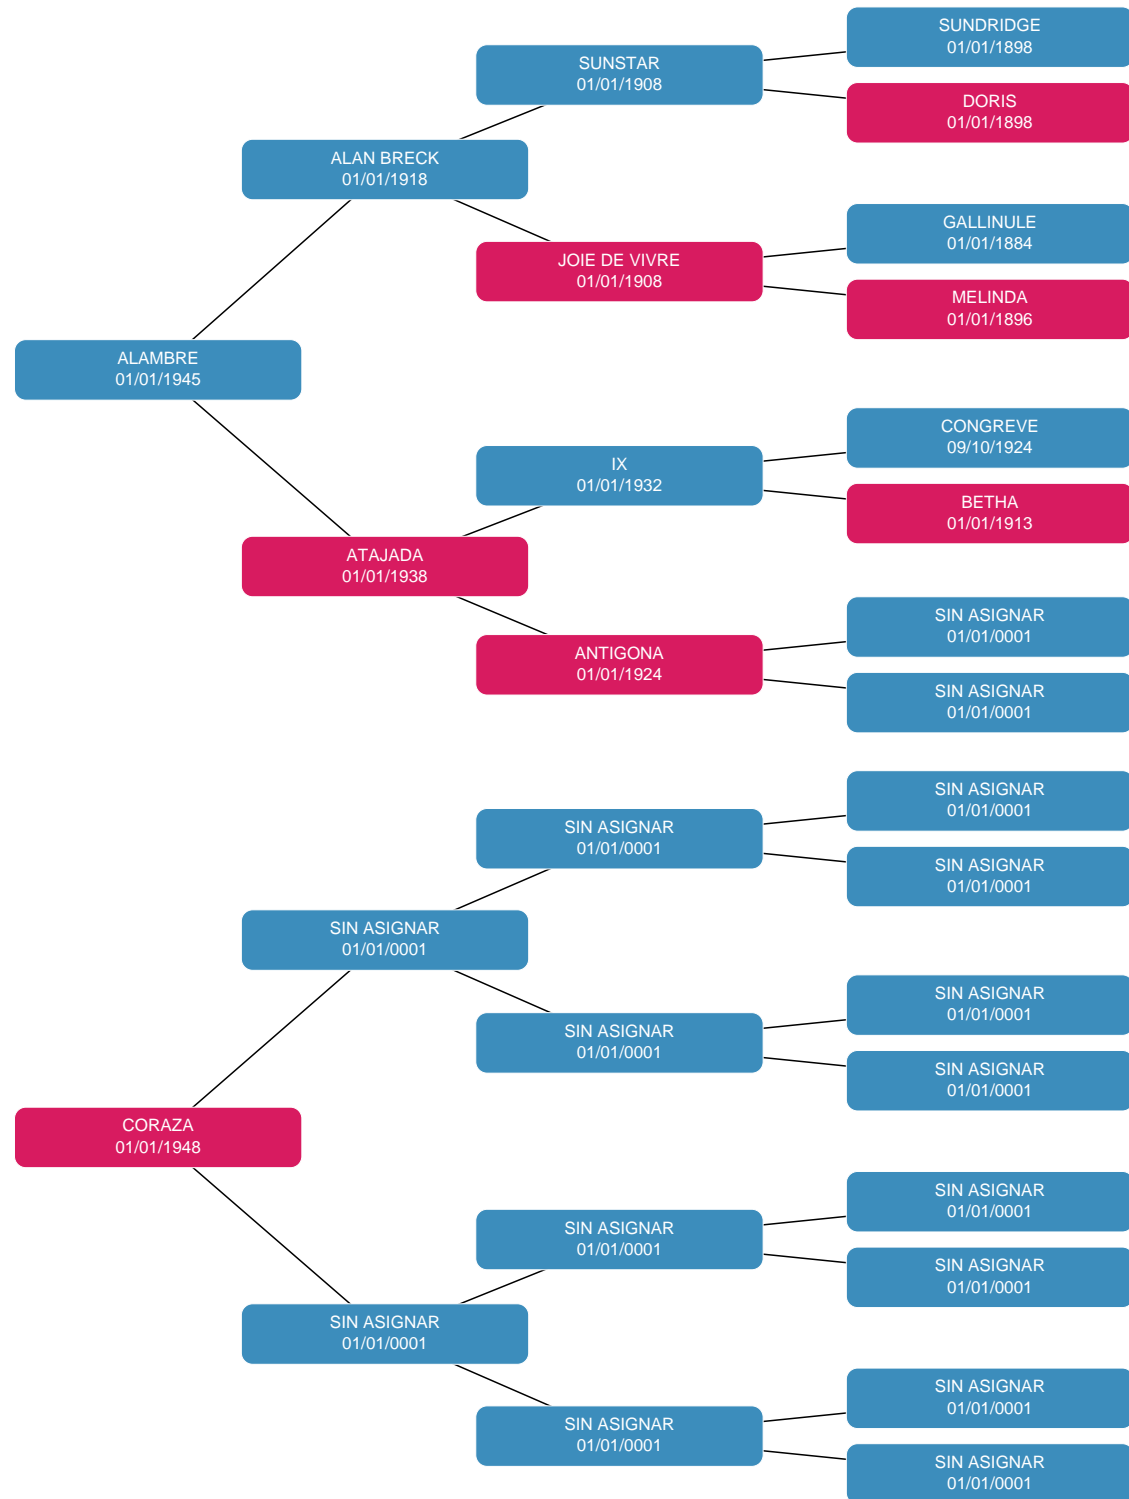 SUNDRIDGE
01/01/1898
SUNSTAR
01/01/1908
DORIS
01/01/1898
ALAN BRECK
01/01/1918
GALLINULE
01/01/1884
JOIE DE VIVRE
01/01/1908
MELINDA
01/01/1896
ALAMBRE
01/01/1945
CONGREVE
09/10/1924
IX
01/01/1932
BETHA
01/01/1913
ATAJADA
01/01/1938
SIN ASIGNAR
01/01/0001
ANTIGONA
01/01/1924
SIN ASIGNAR
01/01/0001
SIN ASIGNAR
01/01/0001
SIN ASIGNAR
01/01/0001
SIN ASIGNAR
01/01/0001
SIN ASIGNAR
01/01/0001
SIN ASIGNAR
01/01/0001
SIN ASIGNAR
01/01/0001
SIN ASIGNAR
01/01/0001
CORAZA
01/01/1948
SIN ASIGNAR
01/01/0001
SIN ASIGNAR
01/01/0001
SIN ASIGNAR
01/01/0001
SIN ASIGNAR
01/01/0001
SIN ASIGNAR
01/01/0001
SIN ASIGNAR
01/01/0001
SIN ASIGNAR
01/01/0001